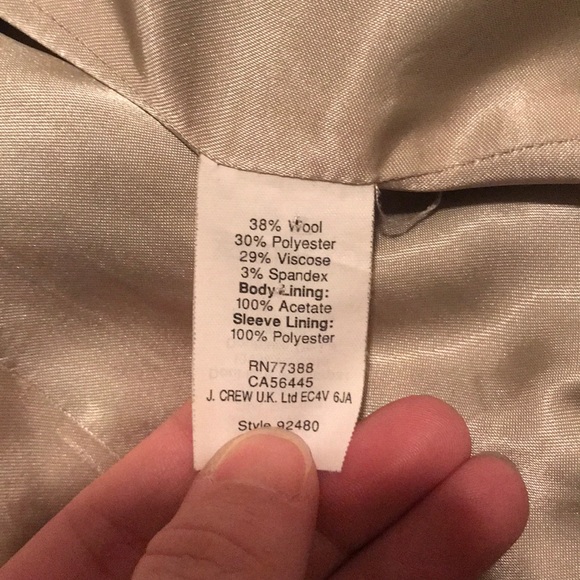 38% Wool
30% Polyester
29% Viscose
3% Spandex
Body Lining:
100% Acetate
Sleeve Lining:
100% Polyester
RN77388
CA56445
J. CREW U.K. Ltd EC4V 6JA
Style 92480